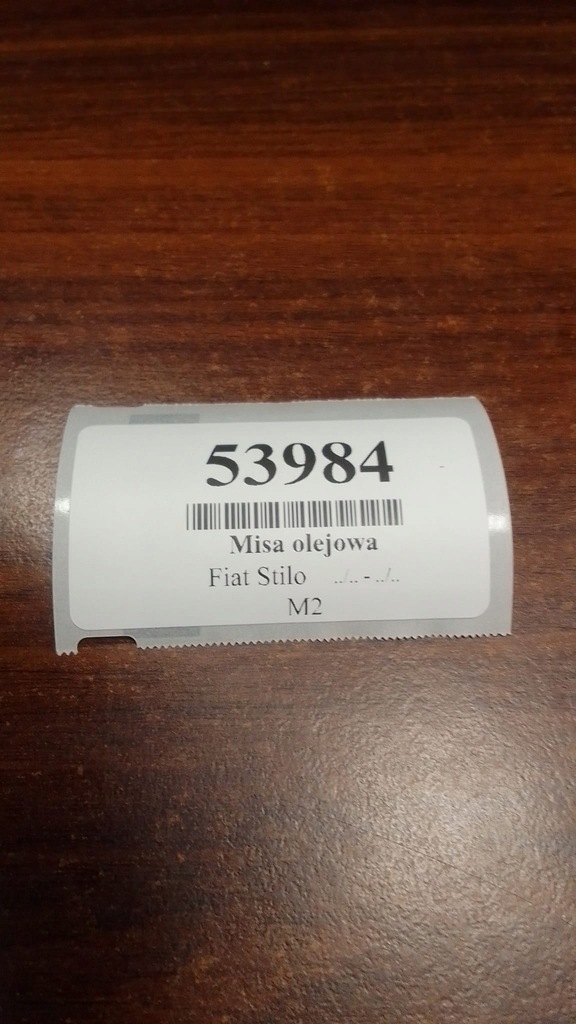 53984
Misa olejowa
Fiat Stilo ../.. - ../..
M2